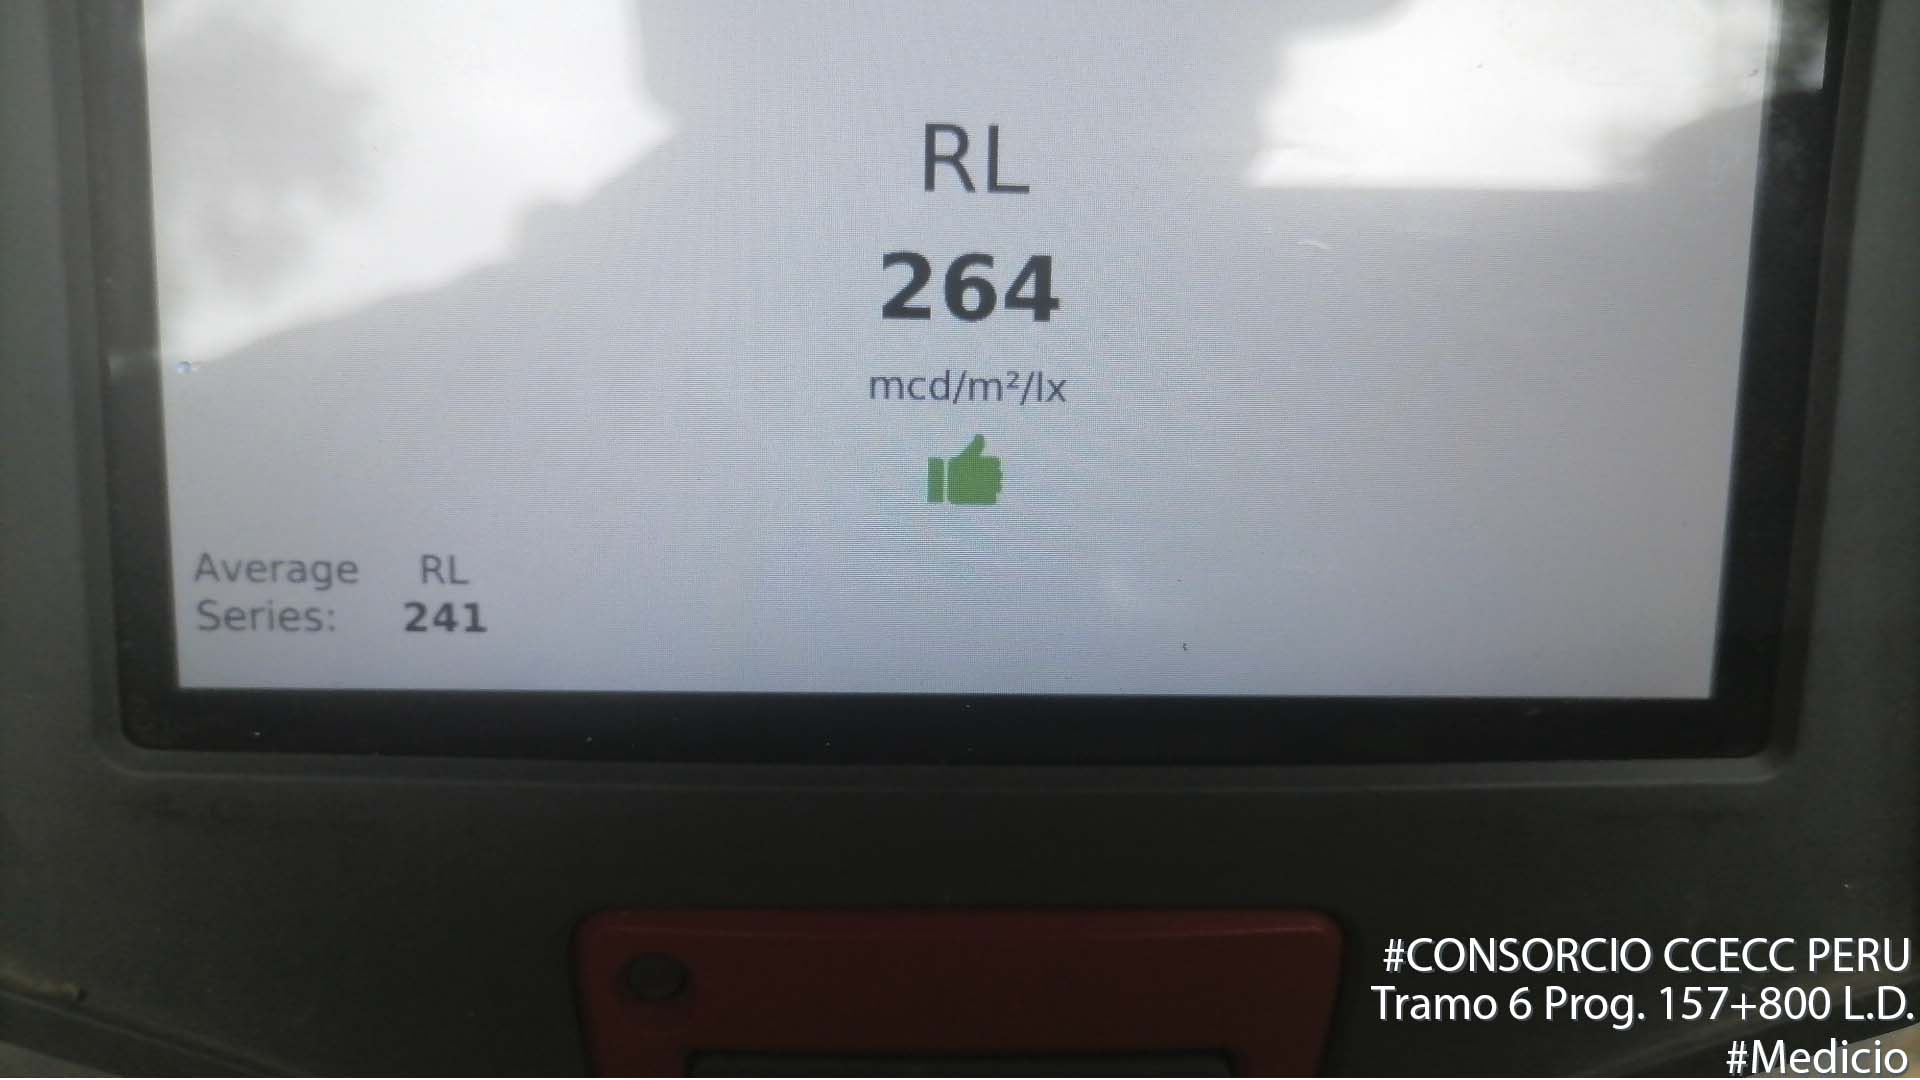 RL
264
mcd/m²/lx
Average RL
Series: 241
#CONSORCIO CCECC PERU
Tramo 6 Prog. 157+800 L.D.
#Medicio